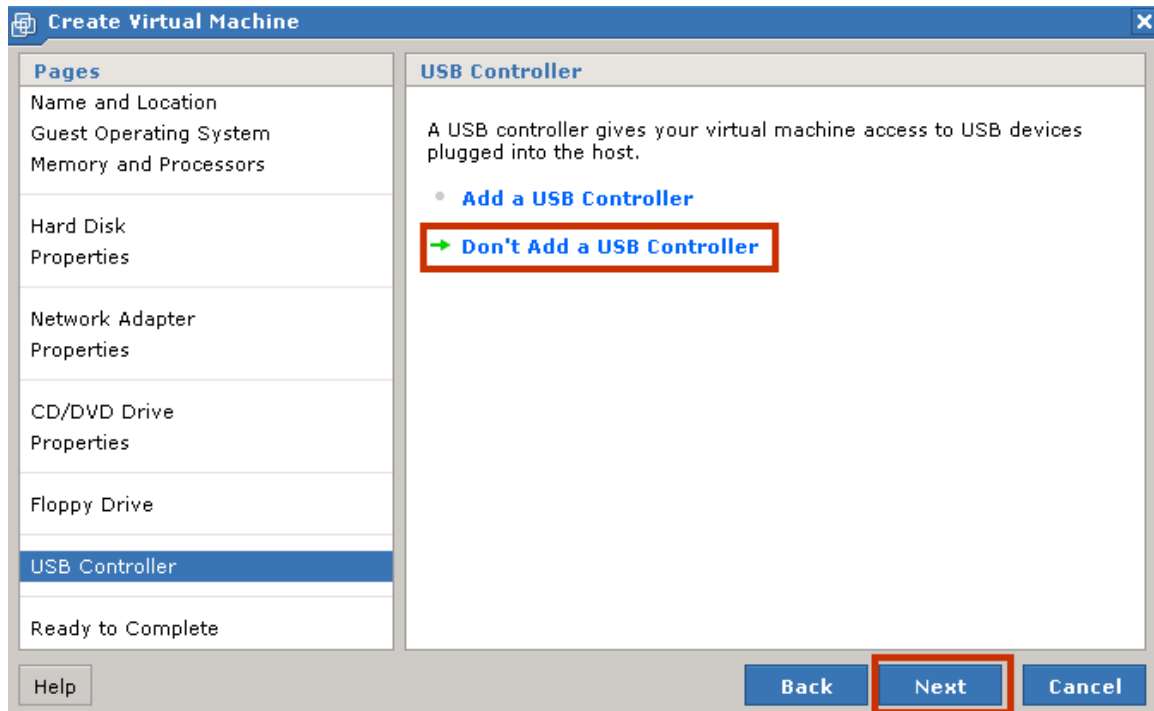 Create Virtual Machine
Pages
Name and Location
Guest Operating System
Memory and Processors
Hard Disk
Properties
Network Adapter
Properties
CD/DVD Drive
Properties
Floppy Drive
USB Controller
Ready to Complete
USB Controller
A USB controller gives your virtual machine access to USB devices
plugged into the host.
Add a USB Controller
Don't Add a USB Controller
Help
Back
Next
Cancel